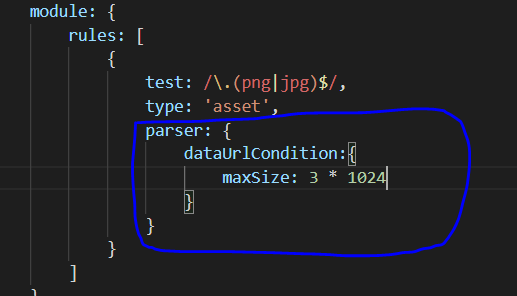 module: {
rules: [
{
test: /\.(png|jpg)$/,
type: 'asset',
parser: {
dataUrlCondition:{
maxSize: 3 * 1024
}
}
}
]